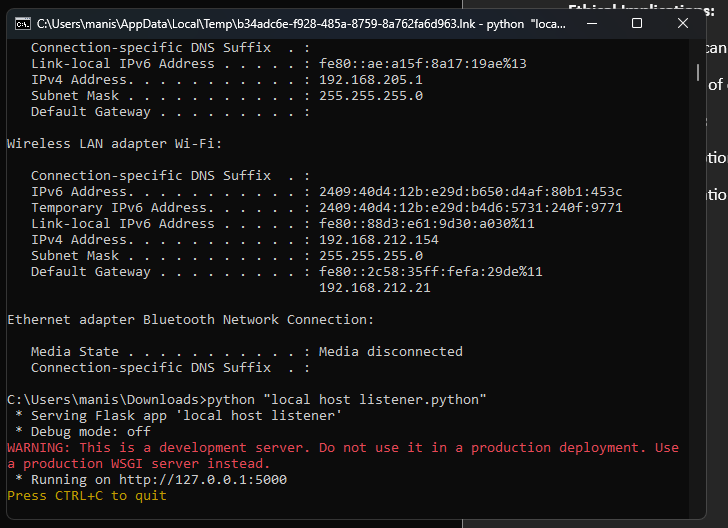 Ethical Implications:
C:\Users\manis\AppData\Local\Temp\b34adc6e-f928-485a-8759-8a762fa6d963.lnk - python "loca...
Connection-specific DNS Suffix . :
Link-local IPv6 Address . . . . . : fe80::ae:a15f:8a17:19ae%13
IPv4 Address. . . . . . . . . . . : 192.168.205.1
Subnet Mask . . . . . . . . . . . : 255.255.255.0
Default Gateway . . . . . . . . . :
Wireless LAN adapter Wi-Fi:
Connection-specific DNS Suffix . :
IPv6 Address. . . . . . . . . . . : 2409:40d4:12b:e29d:b650:d4af:80b1:453c
Temporary IPv6 Address. . . . . . : 2409:40d4:12b:e29d:b4d6:5731:240f:9771
Link-local IPv6 Address . . . . . : fe80::88d3:e61:9d30:a030%11
IPv4 Address. . . . . . . . . . . : 192.168.212.154
Subnet Mask . . . . . . . . . . . : 255.255.255.0
Default Gateway . . . . . . . . . : fe80::2c58:35ff:fefa:29de%11
192.168.212.21
Ethernet adapter Bluetooth Network Connection:
Media State . . . . . . . . . . . : Media disconnected
Connection-specific DNS Suffix . :
C:\Users\manis\Downloads>python "local host listener.python"
* Serving Flask app 'local host listener'
* Debug mode: off
WARNING: This is a development server. Do not use it in a production deployment. Use
a production WSGI server instead.
* Running on http://127.0.0.1:5000
Press CTRL+C to quit
can
of